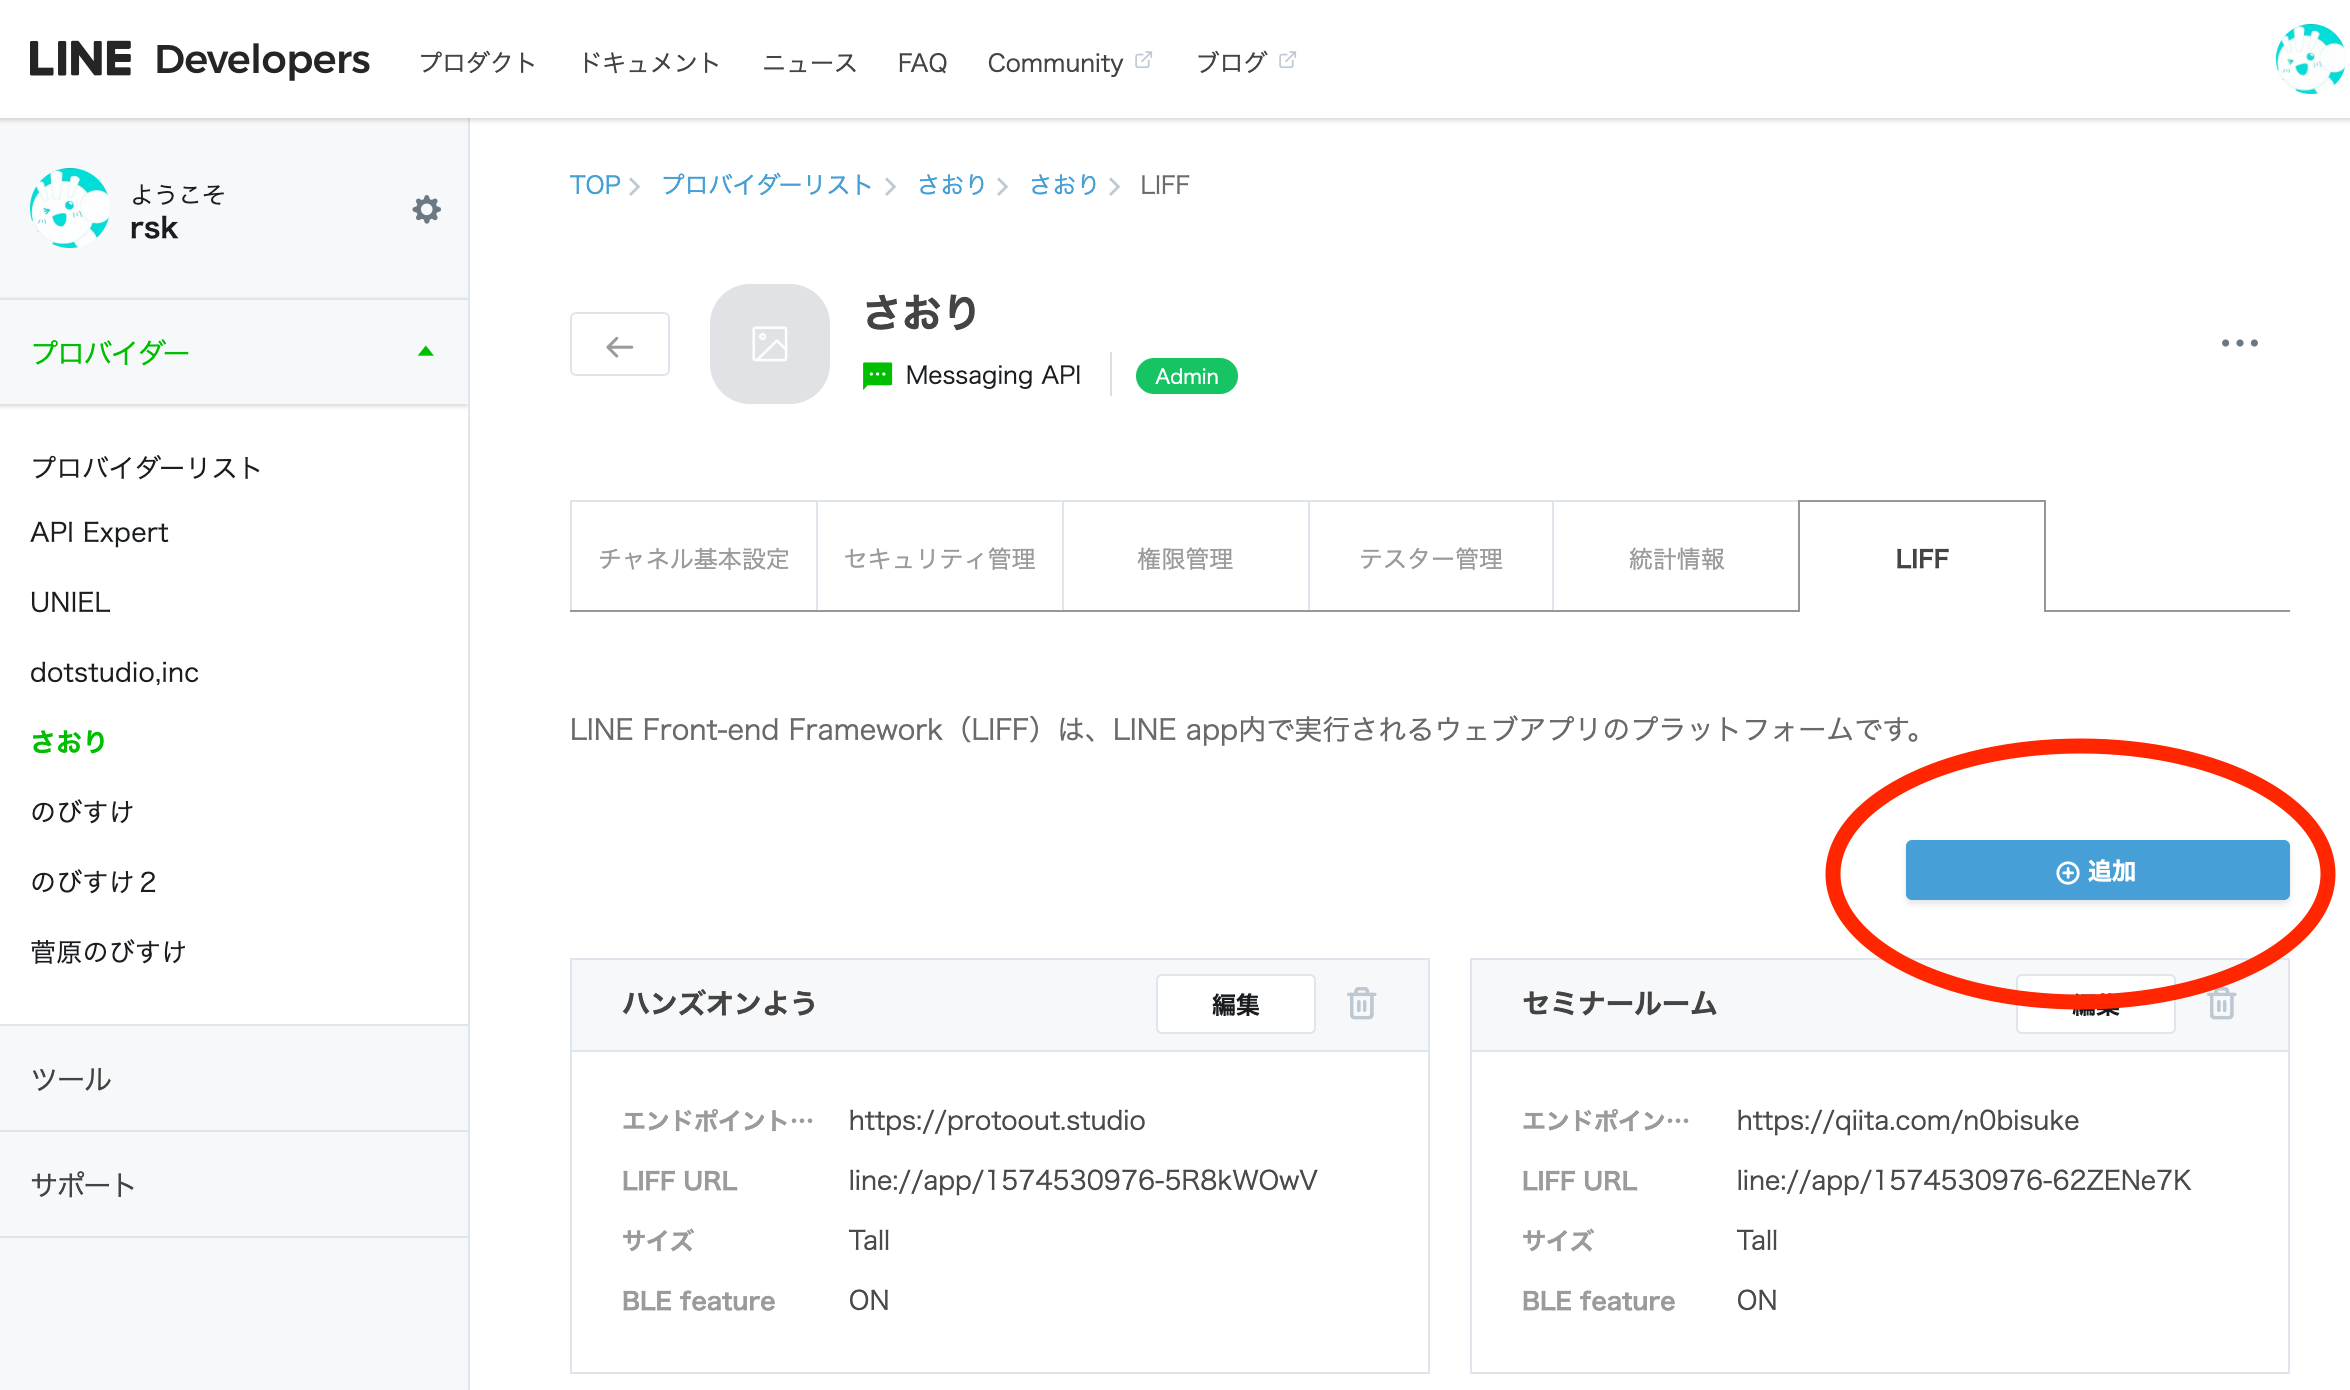 LINE Developers プロダクト ドキュメント ニュース FAQ Community ブログ
ようこそ
rsk
プロバイダー
プロバイダーリスト
API Expert
UNIEL
dotstudio,inc
さおり
のびすけ
のびすけ２
菅原のびすけ
ツール
サポート
TOP プロバイダーリスト さおり さおり LIFF
さおり
Messaging API Admin
チャネル基本設定 セキュリティ管理 権限管理 テスター管理 統計情報 LIFF
LINE Front-end Framework（LIFF）は、LINE app内で実行されるウェブアプリのプラットフォームです。
追加
ハンズオンよう 編集
エンドポイント… https://protoout.studio
LIFF URL line://app/1574530976-5R8kWOwV
サイズ Tall
BLE feature ON
セミナールーム 編集
エンドポイン… https://qiita.com/n0bisuke
LIFF URL line://app/1574530976-62ZENe7K
サイズ Tall
BLE feature ON